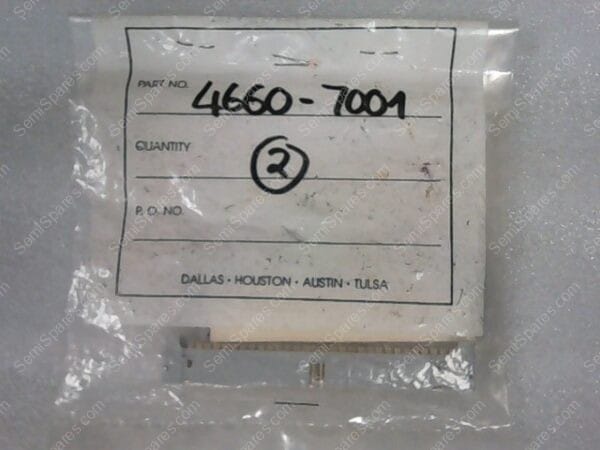 PART NO. 4660-7001
QUANTITY 2
P.O. NO.
DALLAS · HOUSTON · AUSTIN · TULSA
SemiSpares.com